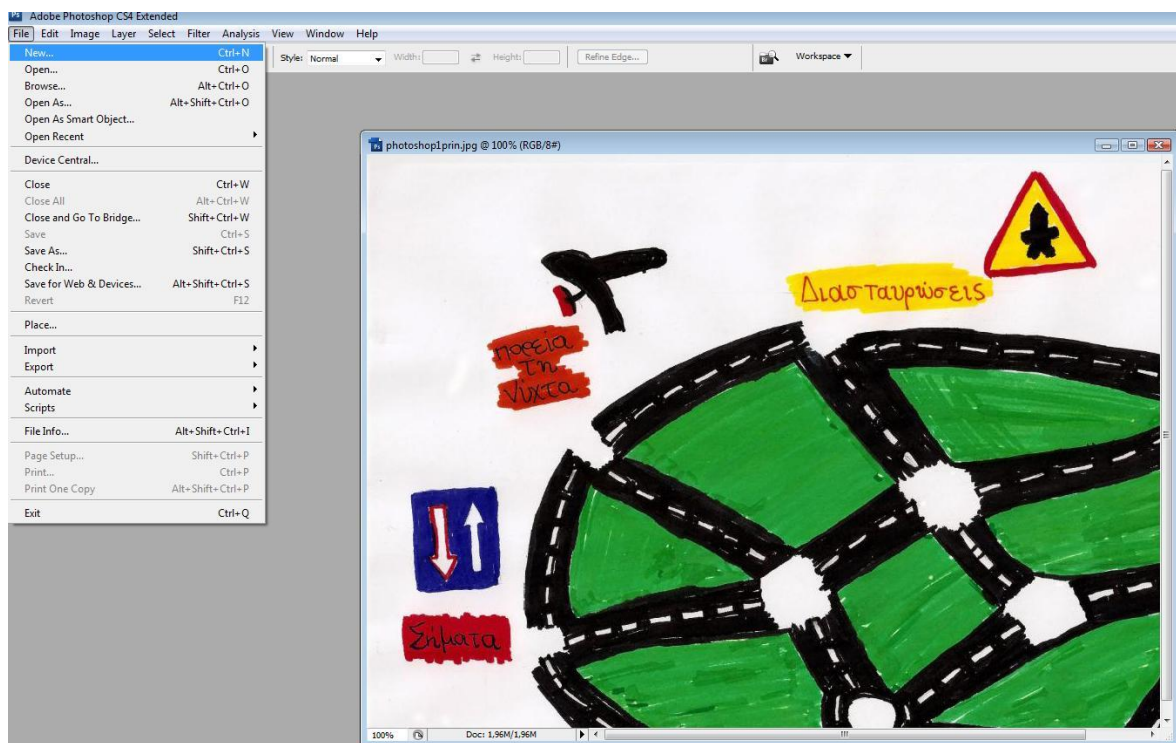 Adobe Photoshop CS4 Extended
File Edit Image Layer Select Filter Analysis View Window Help
New... Ctrl+N
Open... Ctrl+O
Browse... Alt+Ctrl+O
Open As... Alt+Shift+Ctrl+O
Open As Smart Object...
Open Recent
Device Central...
Close Ctrl+W
Close All Alt+Ctrl+W
Close and Go To Bridge... Shift+Ctrl+W
Save Ctrl+S
Save As... Shift+Ctrl+S
Check In...
Save for Web & Devices... Alt+Shift+Ctrl+S
Revert F12
Place...
Import
Export
Automate
Scripts
File Info... Alt+Shift+Ctrl+I
Page Setup... Shift+Ctrl+P
Print... Ctrl+P
Print One Copy Alt+Shift+Ctrl+P
Exit Ctrl+Q
Style: Normal Width: Height: Refine Edge... Workspace
photoshop1prin.jpg @ 100% (RGB/8#)
Διασταυρώσεις
πορεία
τη
νύχτα
Σήματα
100% Doc: 1,96M/1,96M